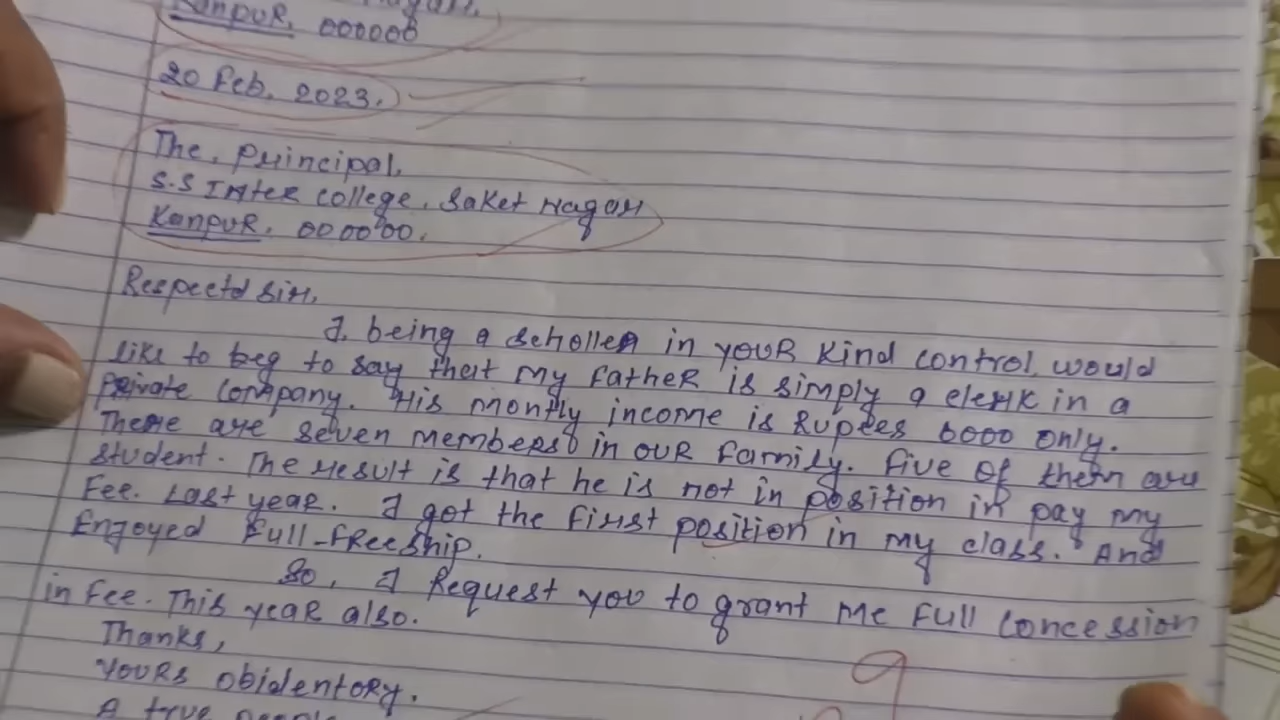 Kanpur, 000000
20 Feb, 2023.
The, principal,
S.S Inter college, Saket Nagar
Kanpur, 000000.
Respectd sir,
I, being a scholler in your kind control, would
like to beg to say that my father is simply a clerk in a
private company. His montly income is Rupees 6000 only.
There are seven members in our family. Five of them are
student. The result is that he is not in position in pay my
Fee. Last year. I got the first position in my class. And
Enjoyed Full-freeship.
So, I Request you to grant me full concession
in fee. This year also.
Thanks,
Yours obidentory.
A true
9